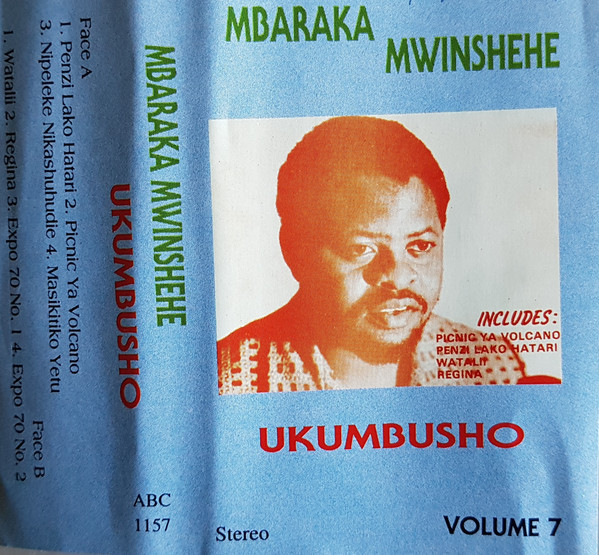 MBARAKA
MWINSHEHE
INCLUDES:
PICNIC YA VOLCANO
PENZI LAKO HATARI
WATALII
REGINA
UKUMBUSHO
Stereo
VOLUME 7
MBARAKA MWINSHEHE
UKUMBUSHO
ABC
1157
Face A
1. Penzi Lako Hatari 2. Picnic Ya Volcano
3. Nipeleke Nikashuhudie 4. Masikitiko Yetu
Face B
1. Watalii 2. Regina 3. Expo 70 No. 1 4. Expo 70 No. 2